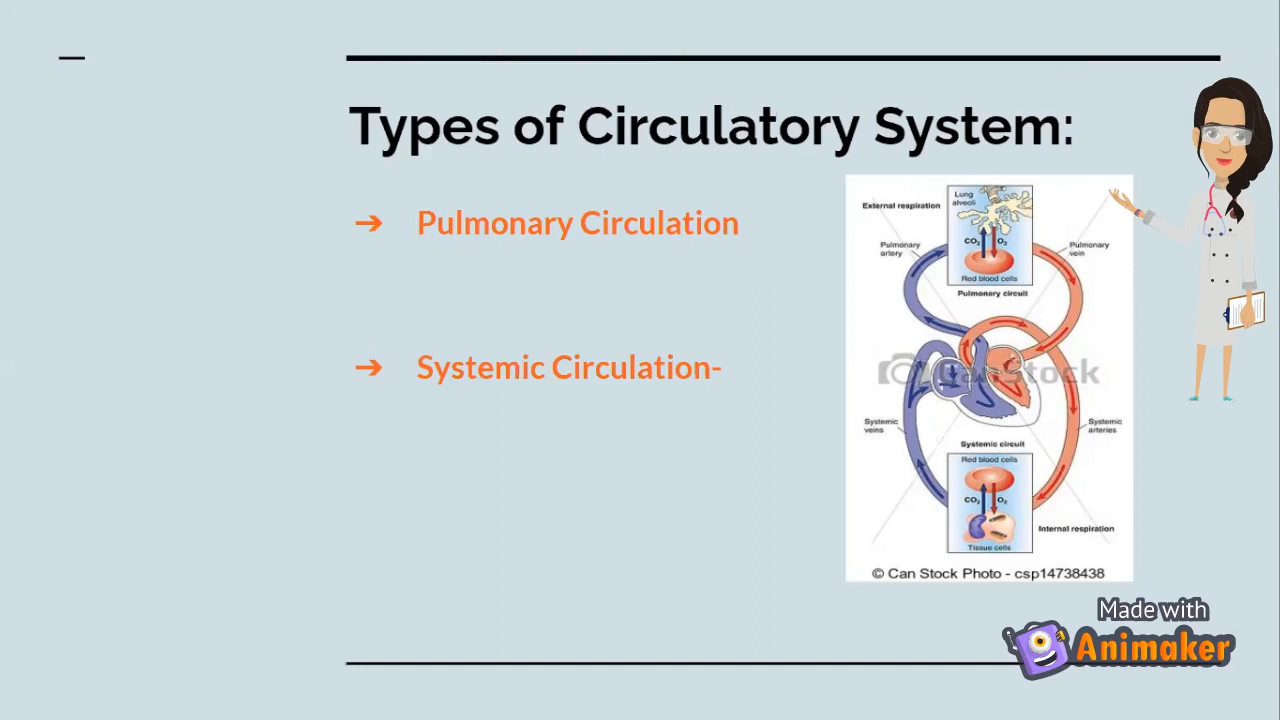 Types of Circulatory System:
➔ Pulmonary Circulation
➔ Systemic Circulation-
Lung
alveoli
External respiration
CO₂ O₂
Pulmonary
artery
Pulmonary
vein
Red blood cells
Pulmonary circuit
CanStock
Systemic
veins
Systemic
arteries
Systemic circuit
Red blood cells
CO₂ O₂
Internal respiration
Tissue cells
© Can Stock Photo - csp14738438
Made with
Animaker